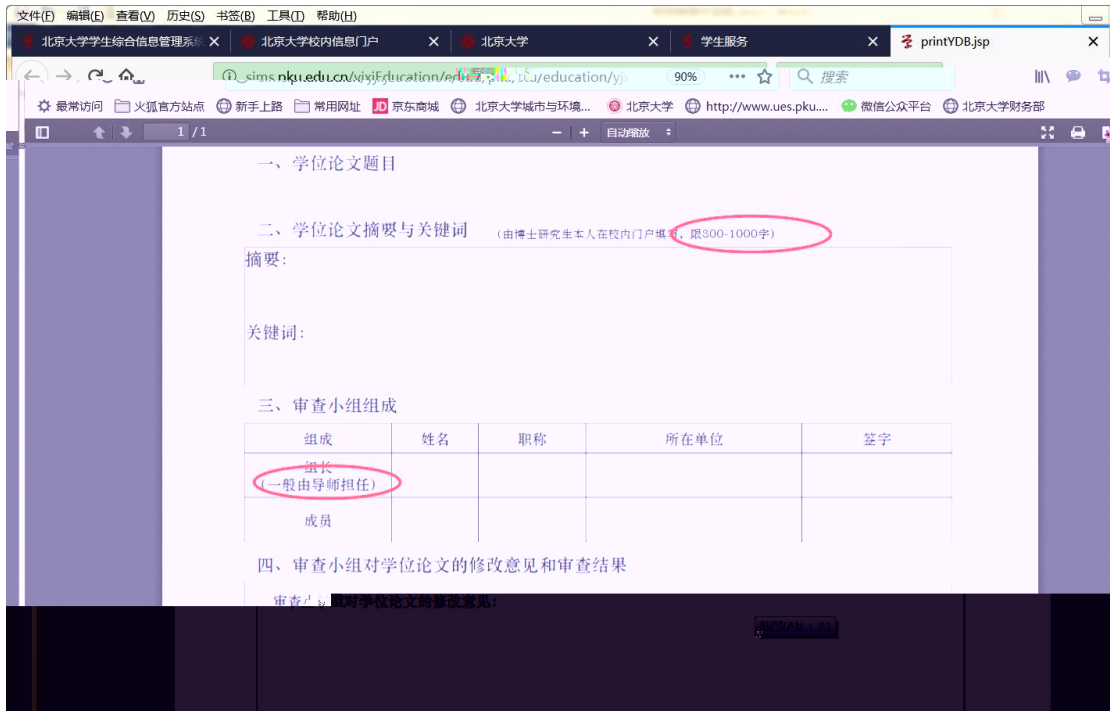 文件(F) 编辑(E) 查看(V) 历史(S) 书签(B) 工具(T) 帮助(H)
北京大学学生综合信息管理系统 北京大学校内信息门户 北京大学 学生服务 printYDB.jsp
sims.pku.edu.cn 90% 搜索
最常访问 火狐官方站点 新手上路 常用网址 JD 京东商城 北京大学城市与环境... 北京大学 http://www.ues.pku.... 微信公众平台 北京大学财务部
1 / 1 自动缩放
一、学位论文题目
二、学位论文摘要与关键词 (由博士研究生本人在校内门户填写，限800-1000字)
摘要:
关键词:
三、审查小组组成
组成 姓名 职称 所在单位 签字
组长
(一般由导师担任)
成员
四、审查小组对学位论文的修改意见和审查结果
审查小组对学位论文的修改意见: